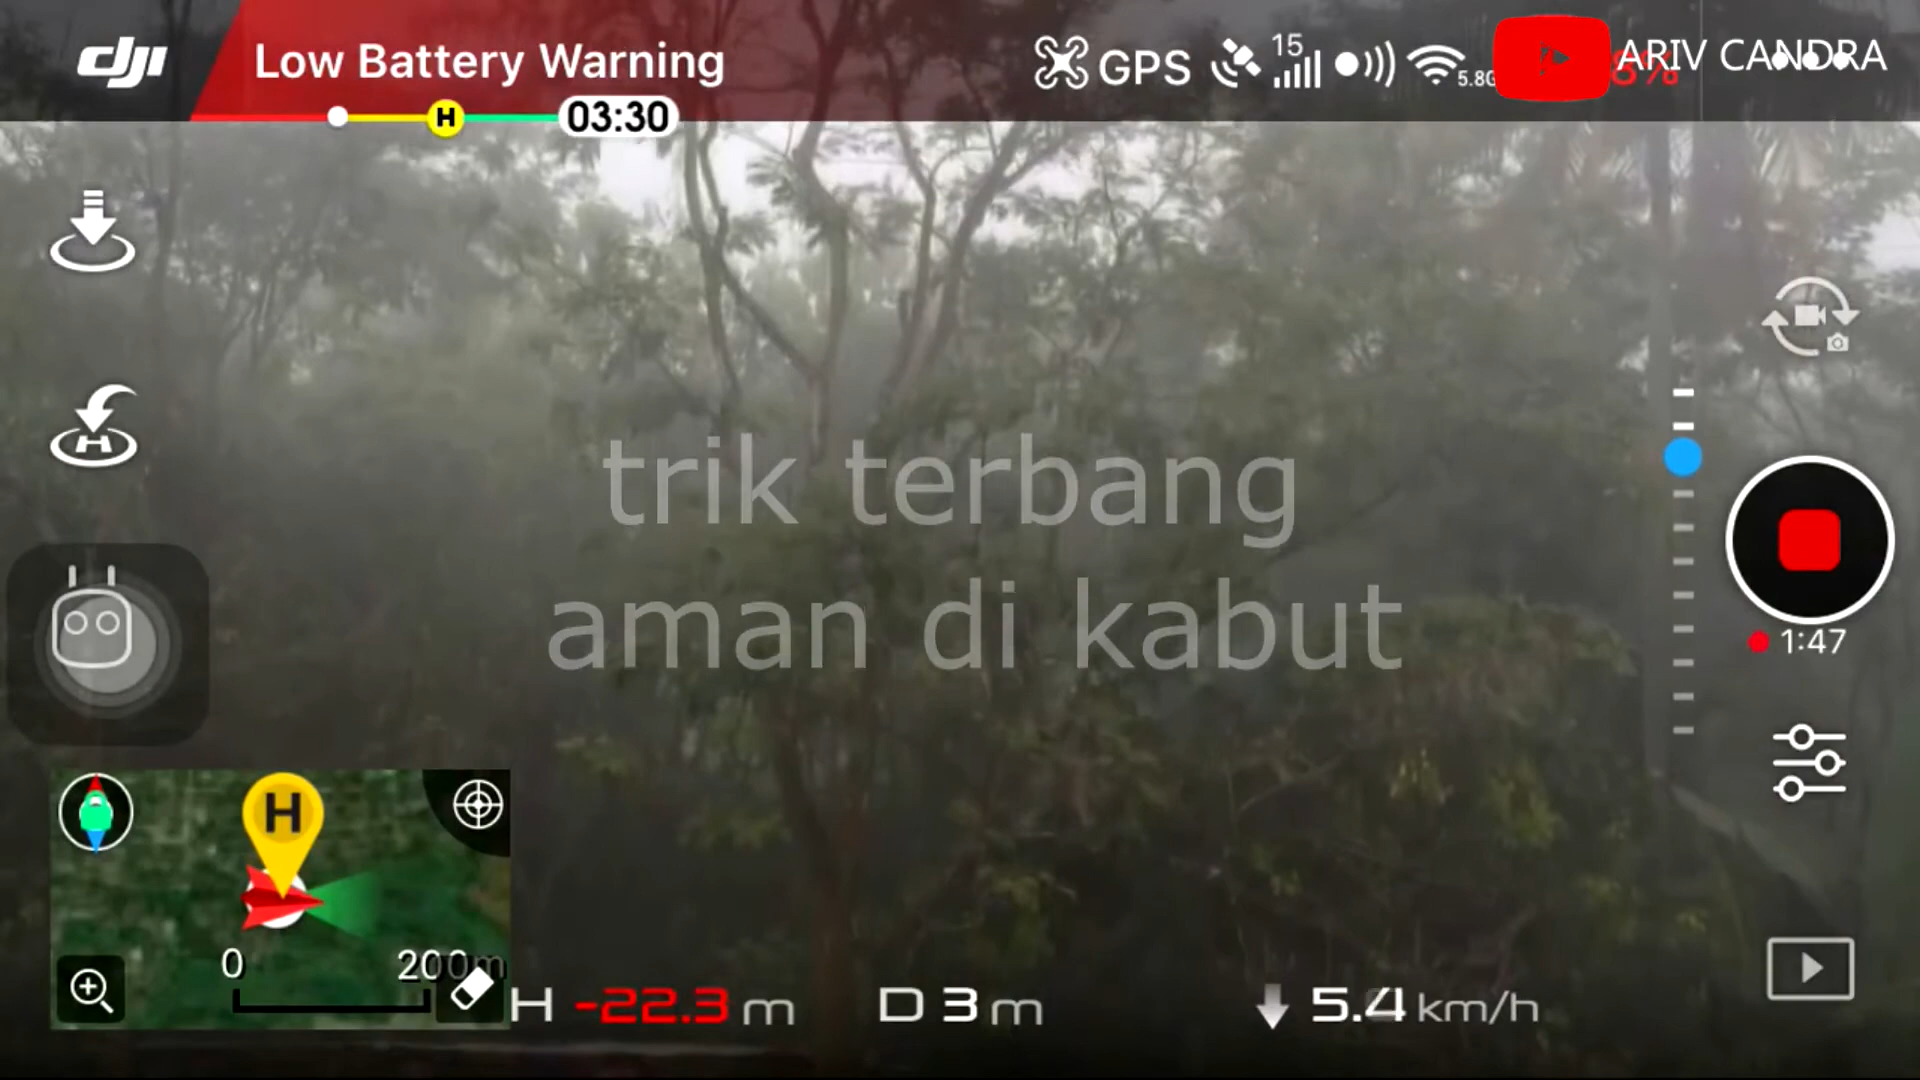 dji
Low Battery Warning
GPS
15
5.8G
ARIV CANDRA
H
03:30
H
trik terbang
aman di kabut
1:47
H
0
200m
H -22.3 m
D 3 m
5.4 km/h